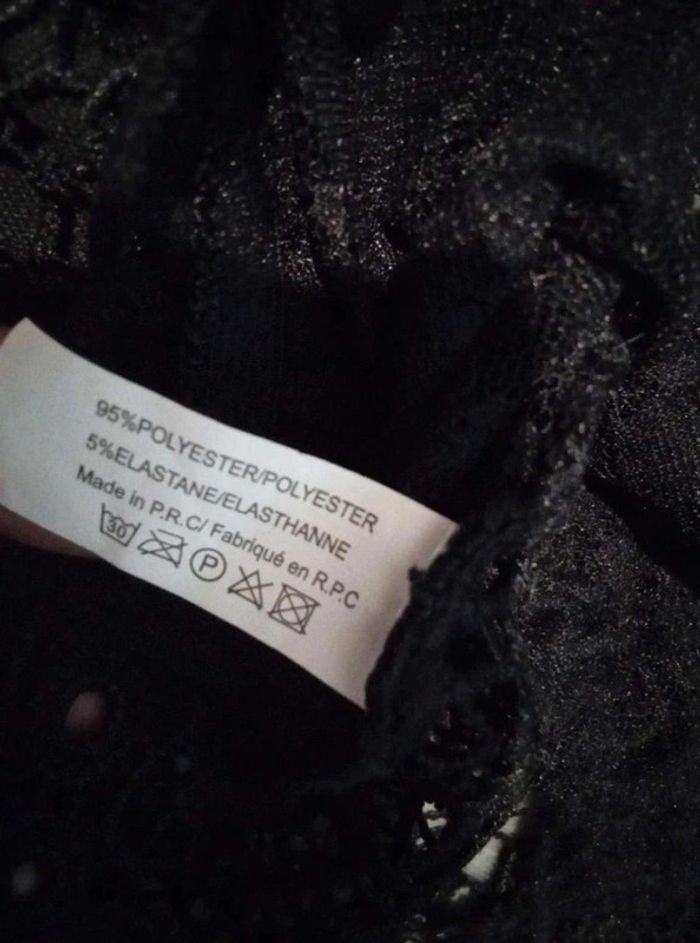 95%POLYESTER/POLYESTER
5%ELASTANE/ELASTHANNE
Made in P.R.C/ Fabriqué en R.P.C
30 P